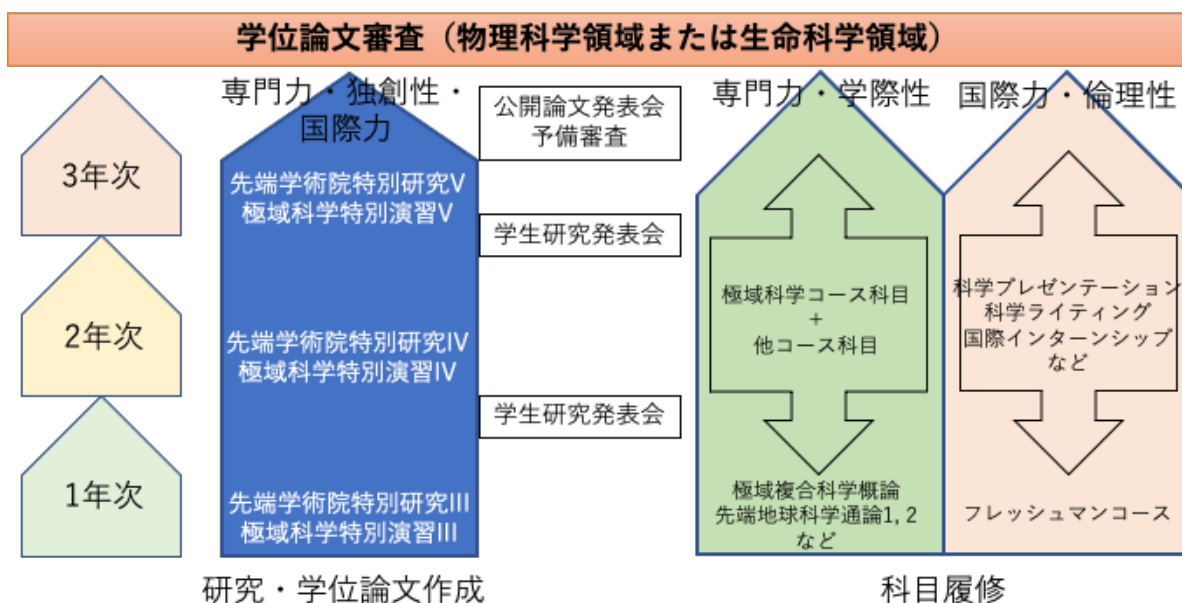 学位論文審査（物理科学領域または生命科学領域）
3年次
2年次
1年次
専門力・独創性・
国際力
先端学術院特別研究V
極域科学特別演習V
先端学術院特別研究IV
極域科学特別演習IV
先端学術院特別研究III
極域科学特別演習III
公開論文発表会
予備審査
学生研究発表会
学生研究発表会
研究・学位論文作成
専門力・学際性
極域科学コース科目
+
他コース科目
極域複合科学概論
先端地球科学通論1, 2
など
国際力・倫理性
科学プレゼンテーション
科学ライティング
国際インターンシップ
など
フレッシュマンコース
科目履修